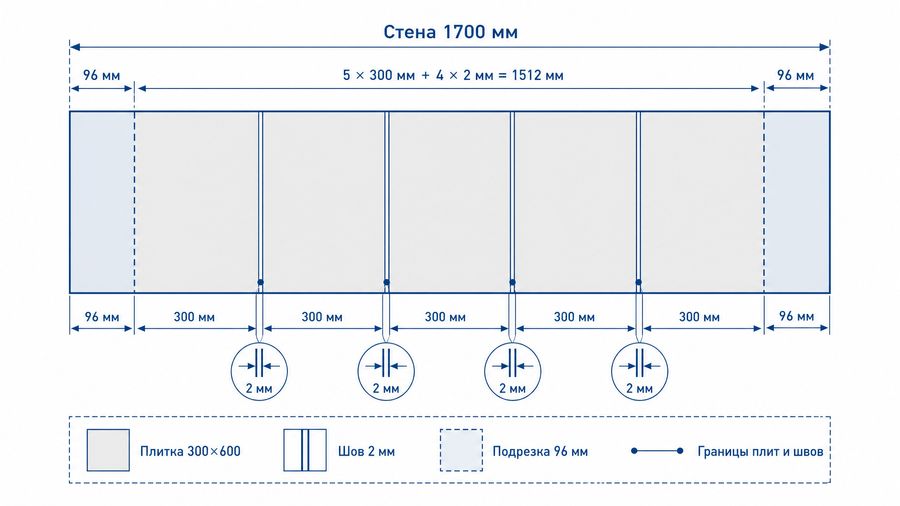 Стена 1700 мм
96 мм
5 × 300 мм + 4 × 2 мм = 1512 мм
96 мм
96 мм
300 мм
300 мм
300 мм
300 мм
300 мм
96 мм
2 мм
2 мм
2 мм
2 мм
Плитка 300×600
Шов 2 мм
Подрезка 96 мм
Границы плит и швов